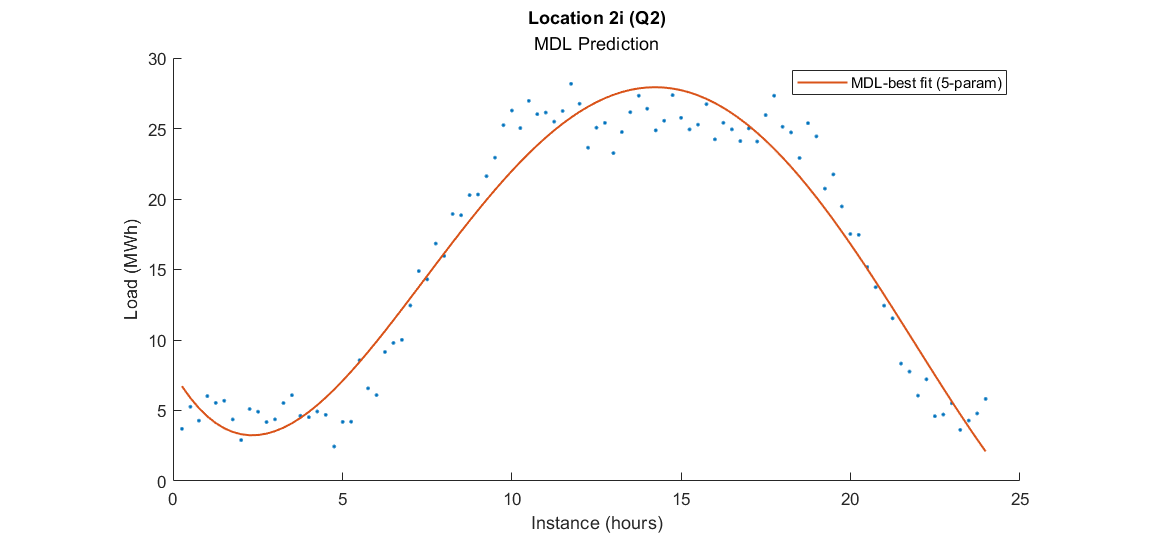 Location 2i (Q2)
MDL Prediction
MDL-best fit (5-param)
Load (MWh)
30
25
20
15
10
5
0
0 5 10 15 20 25
Instance (hours)